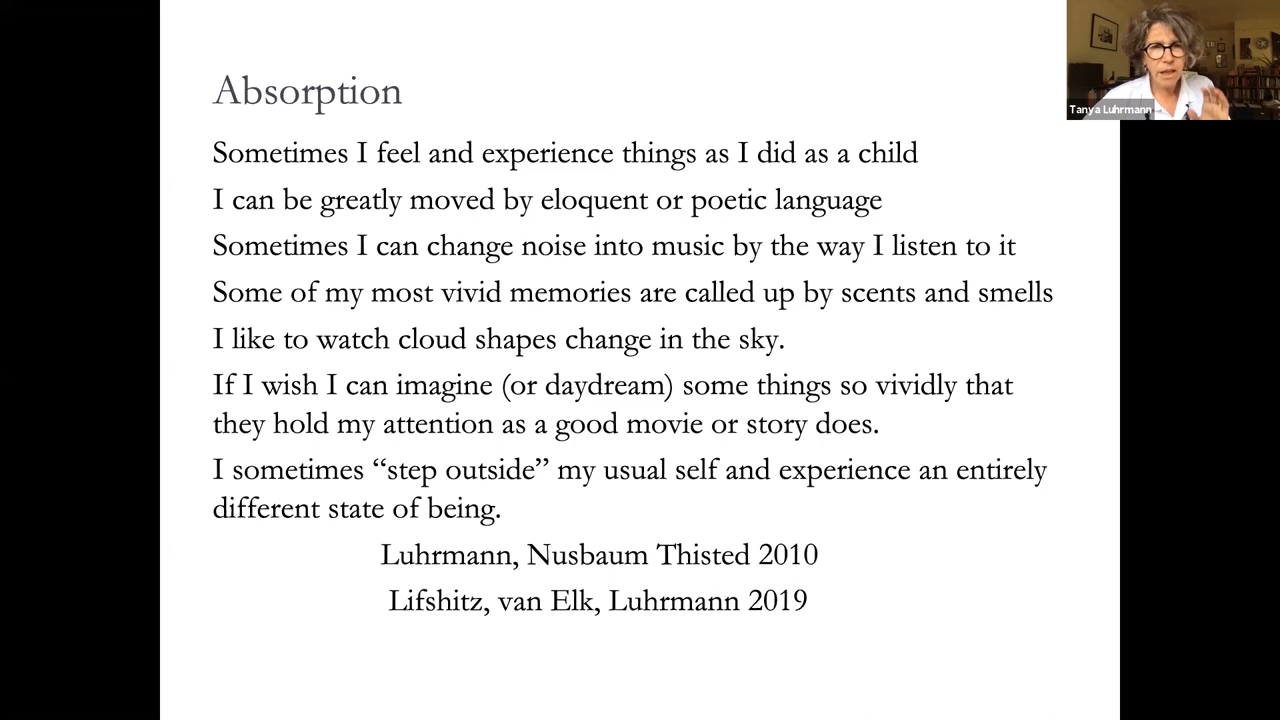 Absorption
Tanya Luhrmann
Sometimes I feel and experience things as I did as a child
I can be greatly moved by eloquent or poetic language
Sometimes I can change noise into music by the way I listen to it
Some of my most vivid memories are called up by scents and smells
I like to watch cloud shapes change in the sky.
If I wish I can imagine (or daydream) some things so vividly that
they hold my attention as a good movie or story does.
I sometimes “step outside” my usual self and experience an entirely
different state of being.
Luhrmann, Nusbaum Thisted 2010
Lifshitz, van Elk, Luhrmann 2019